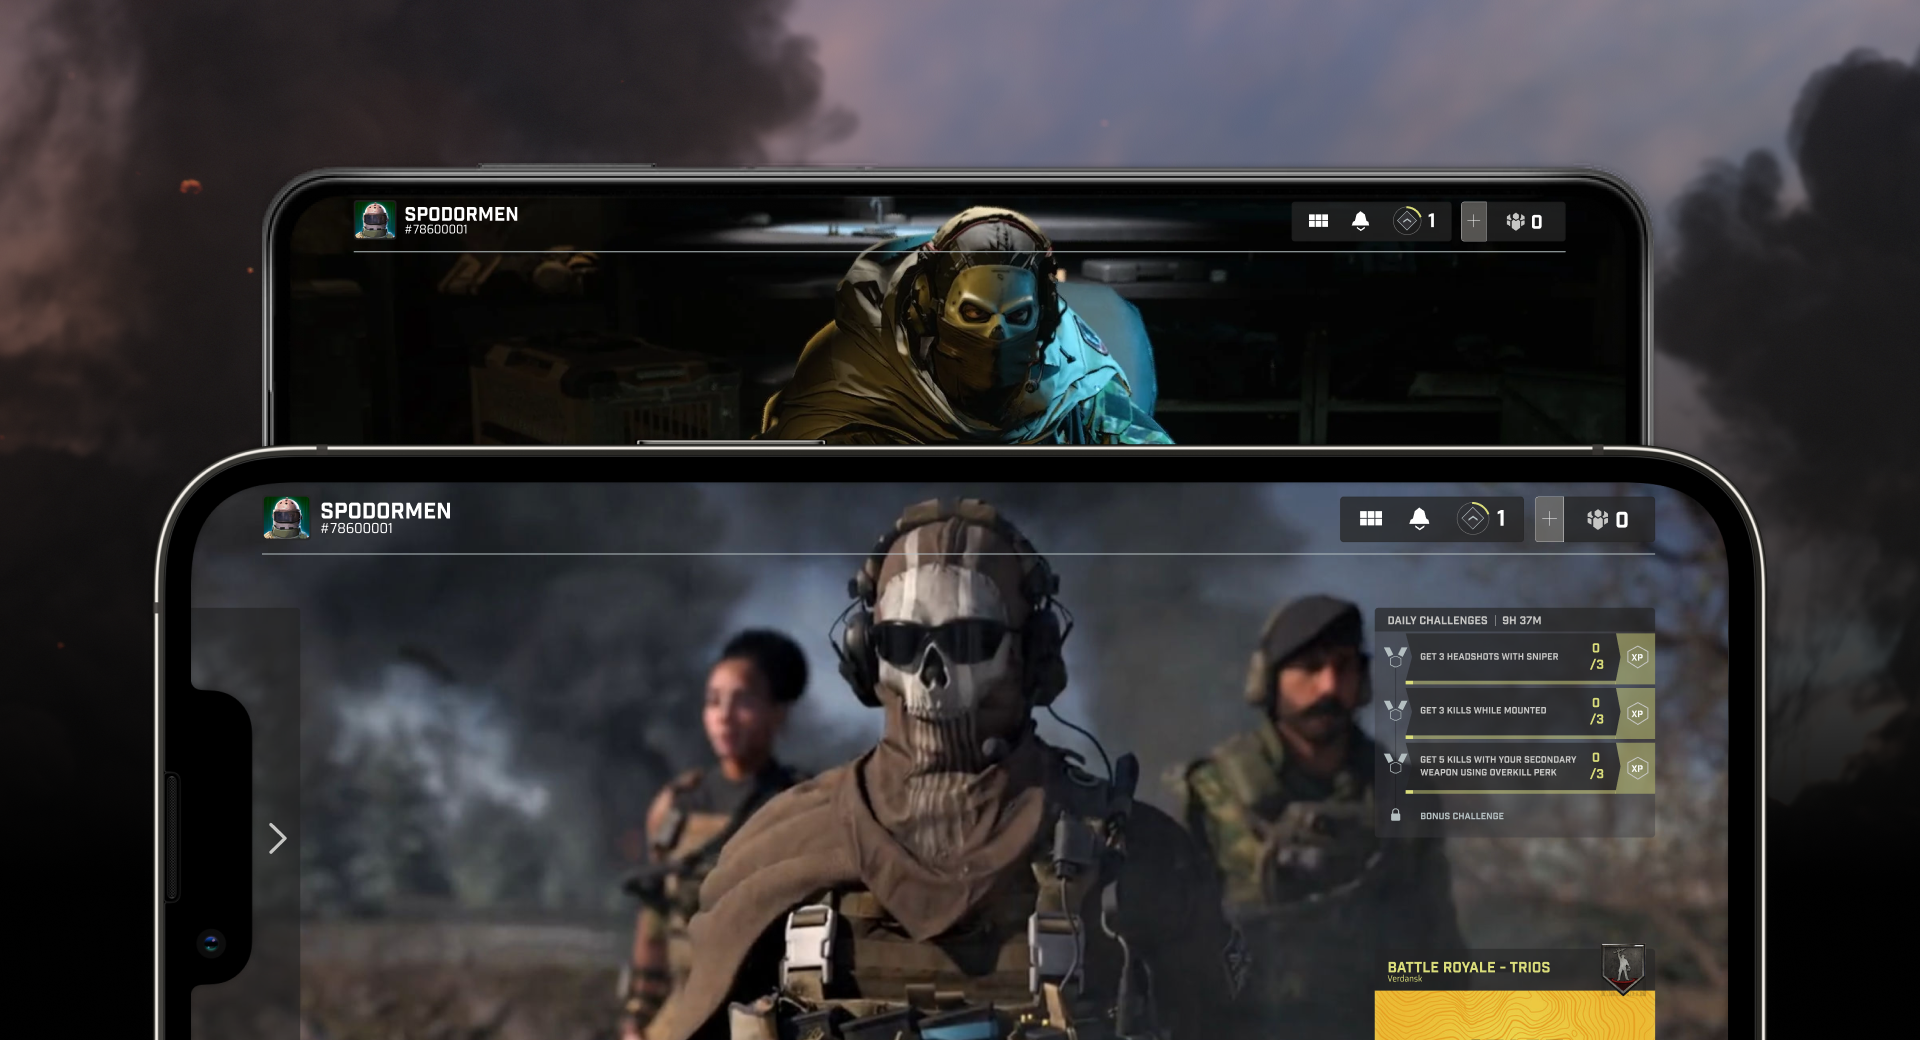 SPODORMEN
#78600001
1
0
SPODORMEN
#78600001
1
0
DAILY CHALLENGES | 9H 37M
GET 3 HEADSHOTS WITH SNIPER
0
/3
XP
GET 3 KILLS WHILE MOUNTED
0
/3
XP
GET 5 KILLS WITH YOUR SECONDARY
WEAPON USING OVERKILL PERK
0
/3
XP
BONUS CHALLENGE
BATTLE ROYALE - TRIOS
Verdansk